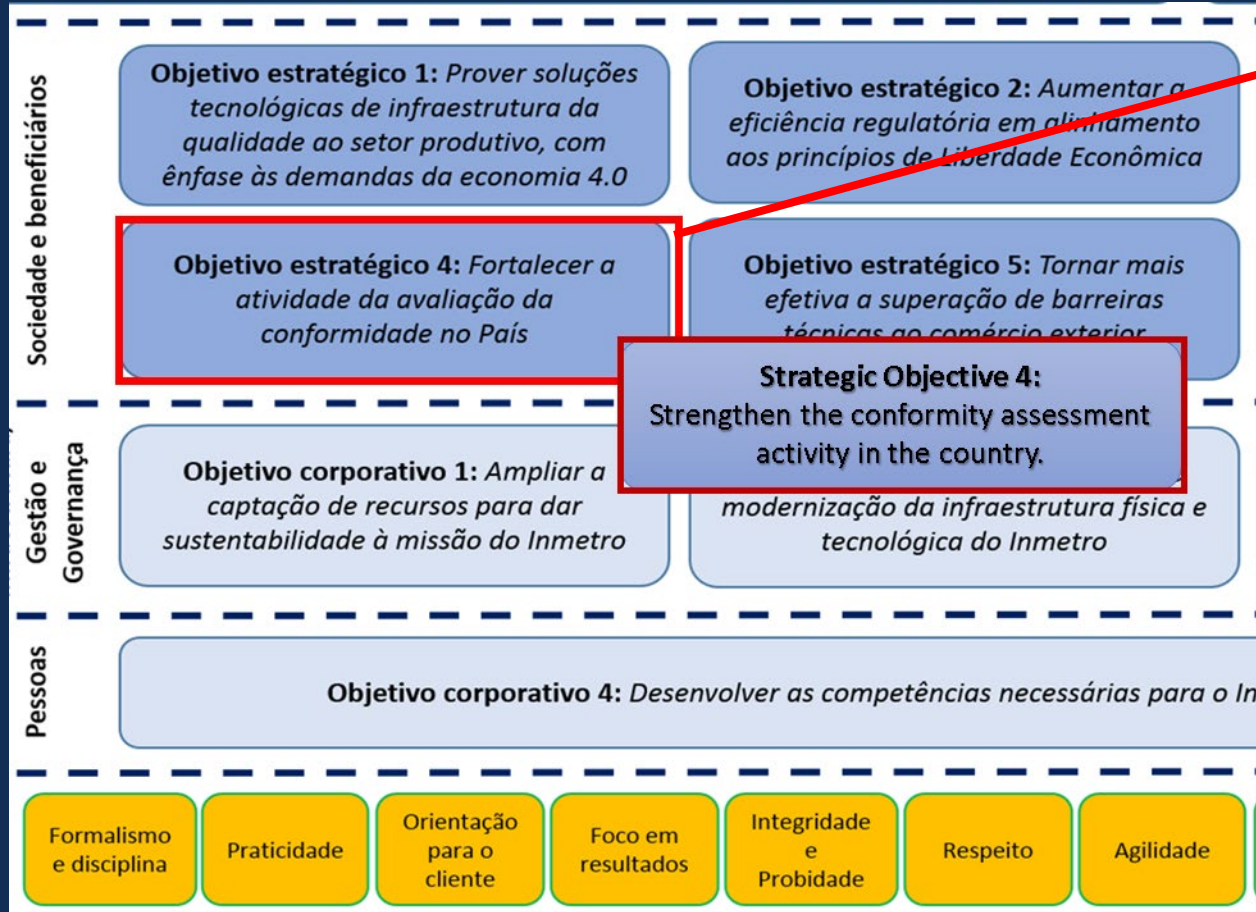 Sociedade e beneficiários
Objetivo estratégico 1: Prover soluções
tecnológicas de infraestrutura da
qualidade ao setor produtivo, com
ênfase às demandas da economia 4.0
Objetivo estratégico 2: Aumentar a
eficiência regulatória em alinhamento
aos princípios de Liberdade Econômica
Objetivo estratégico 4: Fortalecer a
atividade da avaliação da
conformidade no País
Objetivo estratégico 5: Tornar mais
efetiva a superação de barreiras
técnicas ao comércio exterior
Strategic Objective 4:
Strengthen the conformity assessment
activity in the country.
Gestão e
Governança
Objetivo corporativo 1: Ampliar a
captação de recursos para dar
sustentabilidade à missão do Inmetro
modernização da infraestrutura física e
tecnológica do Inmetro
Pessoas
Objetivo corporativo 4: Desenvolver as competências necessárias para o
Formalismo
e disciplina
Praticidade
Orientação
para o
cliente
Foco em
resultados
Integridade
e
Probidade
Respeito
Agilidade